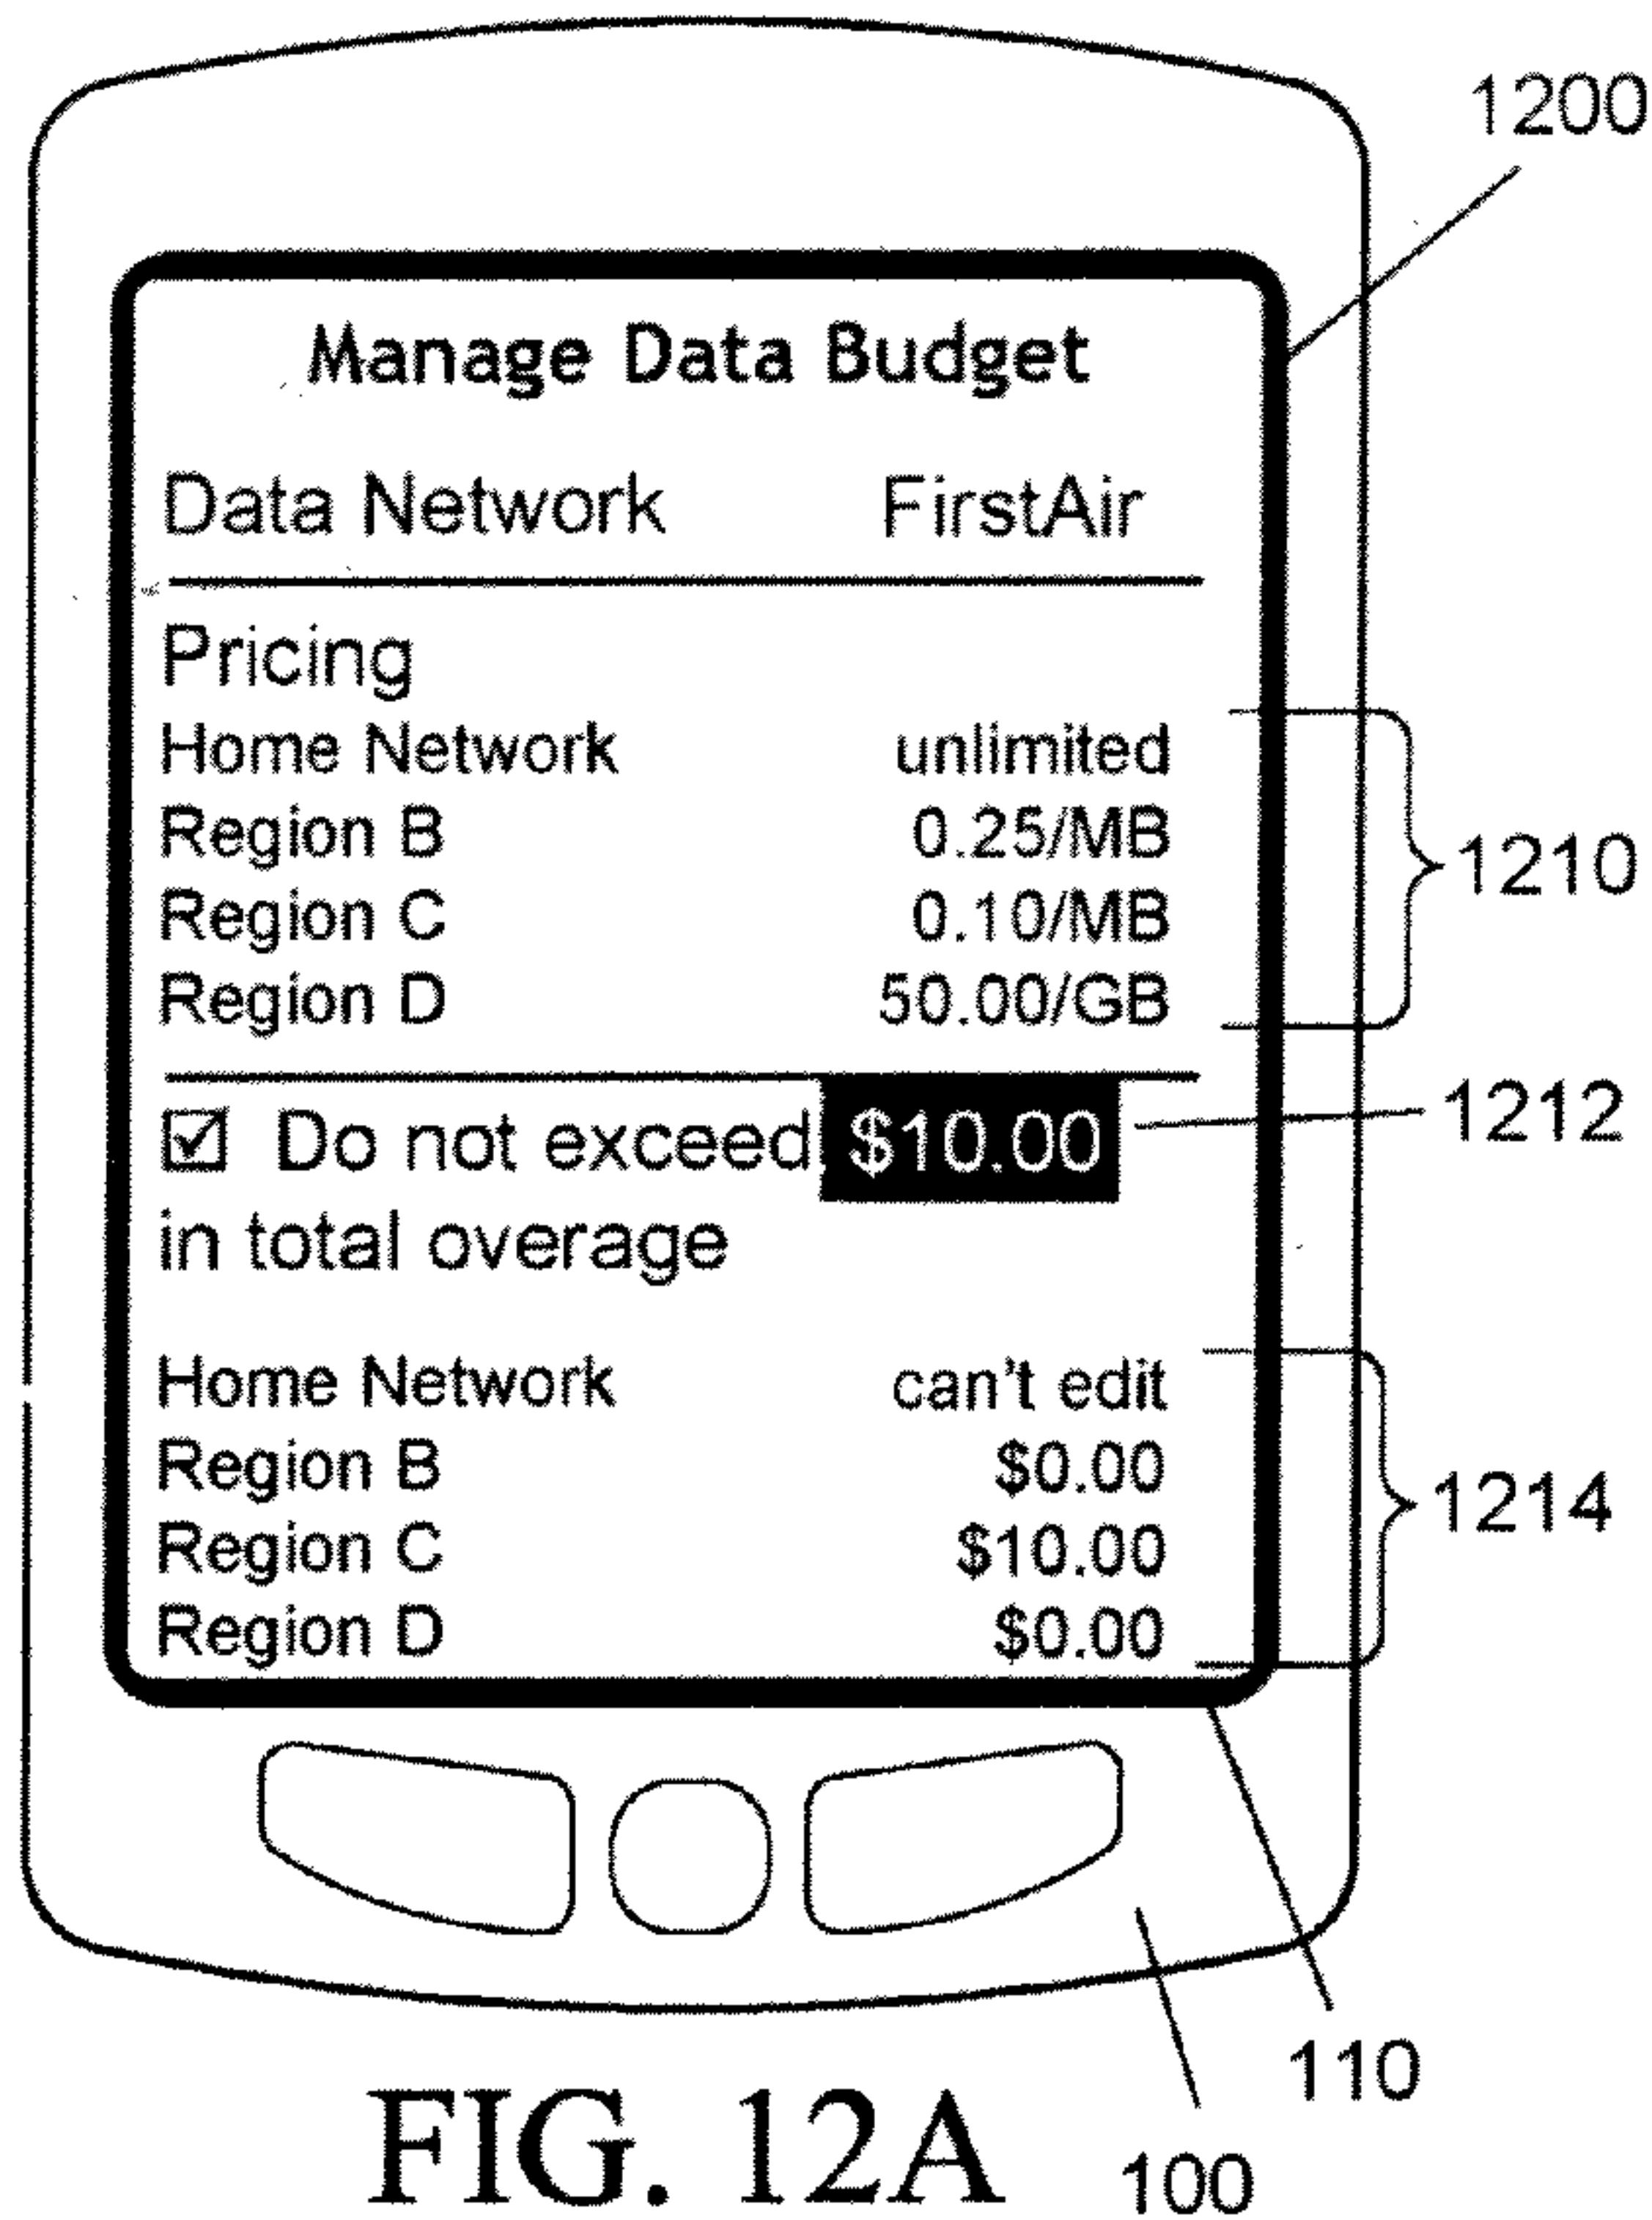 1200
Manage Data Budget
Data Network FirstAir
Pricing
Home Network unlimited
Region B 0.25/MB
1210
Region C 0.10/MB
Region D 50.00/GB
☑ Do not exceed $10.00
1212
in total overage
Home Network can't edit
Region B $0.00
1214
Region C $10.00
Region D $0.00
110
100
FIG. 12A